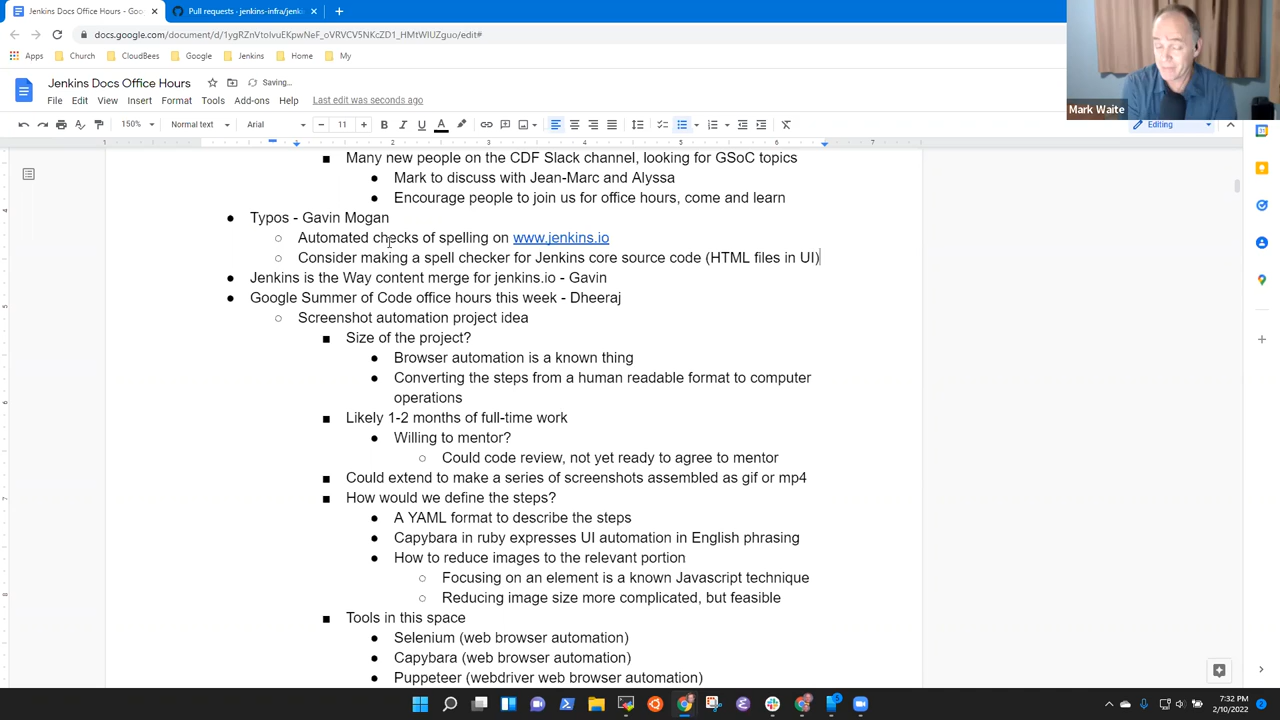 Jenkins Docs Office Hours - Goo
Pull requests · jenkins-infra/jenki
docs.google.com/document/d/1ygRZnVtoIvuEKpwNeF_oVRVCV5NKcZD1_HMtWIUZguo/edit#
Apps Church CloudBees Google Jenkins Home My
Jenkins Docs Office Hours Saving...
File Edit View Insert Format Tools Add-ons Help Last edit was seconds ago
150% Normal text Arial 11 Editing
Mark Waite
1 2 3 4 5 6 7
Many new people on the CDF Slack channel, looking for GSoC topics
Mark to discuss with Jean-Marc and Alyssa
Encourage people to join us for office hours, come and learn
Typos - Gavin Mogan
Automated checks of spelling on www.jenkins.io
Consider making a spell checker for Jenkins core source code (HTML files in UI)
Jenkins is the Way content merge for jenkins.io - Gavin
Google Summer of Code office hours this week - Dheeraj
Screenshot automation project idea
Size of the project?
Browser automation is a known thing
Converting the steps from a human readable format to computer
operations
Likely 1-2 months of full-time work
Willing to mentor?
Could code review, not yet ready to agree to mentor
Could extend to make a series of screenshots assembled as gif or mp4
How would we define the steps?
A YAML format to describe the steps
Capybara in ruby expresses UI automation in English phrasing
How to reduce images to the relevant portion
Focusing on an element is a known Javascript technique
Reducing image size more complicated, but feasible
Tools in this space
Selenium (web browser automation)
Capybara (web browser automation)
Puppeteer (webdriver web browser automation)
7:32 PM
2/10/2022